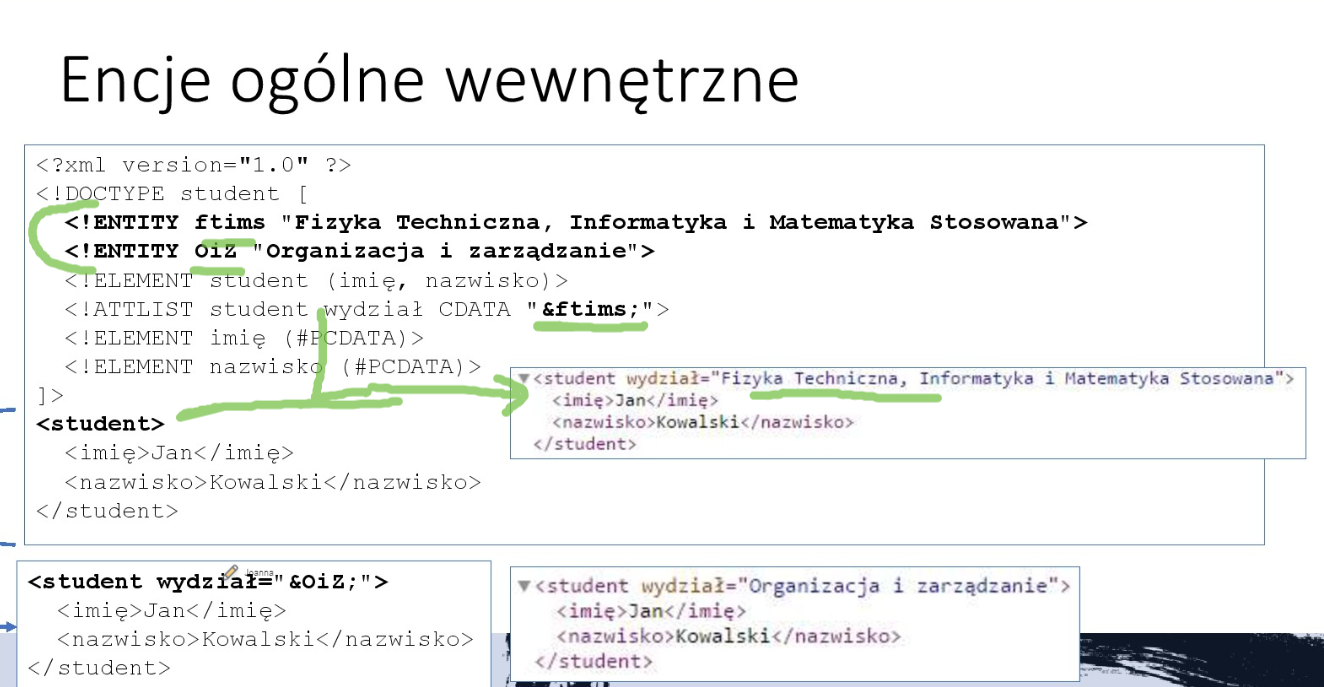 Encje ogólne wewnętrzne
<?xml version="1.0" ?>
<!DOCTYPE student [
<!ENTITY ftims "Fizyka Techniczna, Informatyka i Matematyka Stosowana">
<!ENTITY OiZ "Organizacja i zarządzanie">
<!ELEMENT student (imię, nazwisko)>
<!ATTLIST student wydział CDATA "&ftims;">
<!ELEMENT imię (#PCDATA)>
<!ELEMENT nazwisko (#PCDATA)>
]>
<student>
<imię>Jan</imię>
<nazwisko>Kowalski</nazwisko>
</student>
▼<student wydział="Fizyka Techniczna, Informatyka i Matematyka Stosowana">
<imię>Jan</imię>
<nazwisko>Kowalski</nazwisko>
</student>
<student wydział="&OiZ;">
<imię>Jan</imię>
<nazwisko>Kowalski</nazwisko>
</student>
Joanna
▼<student wydział="Organizacja i zarządzanie">
<imię>Jan</imię>
<nazwisko>Kowalski</nazwisko>
</student>